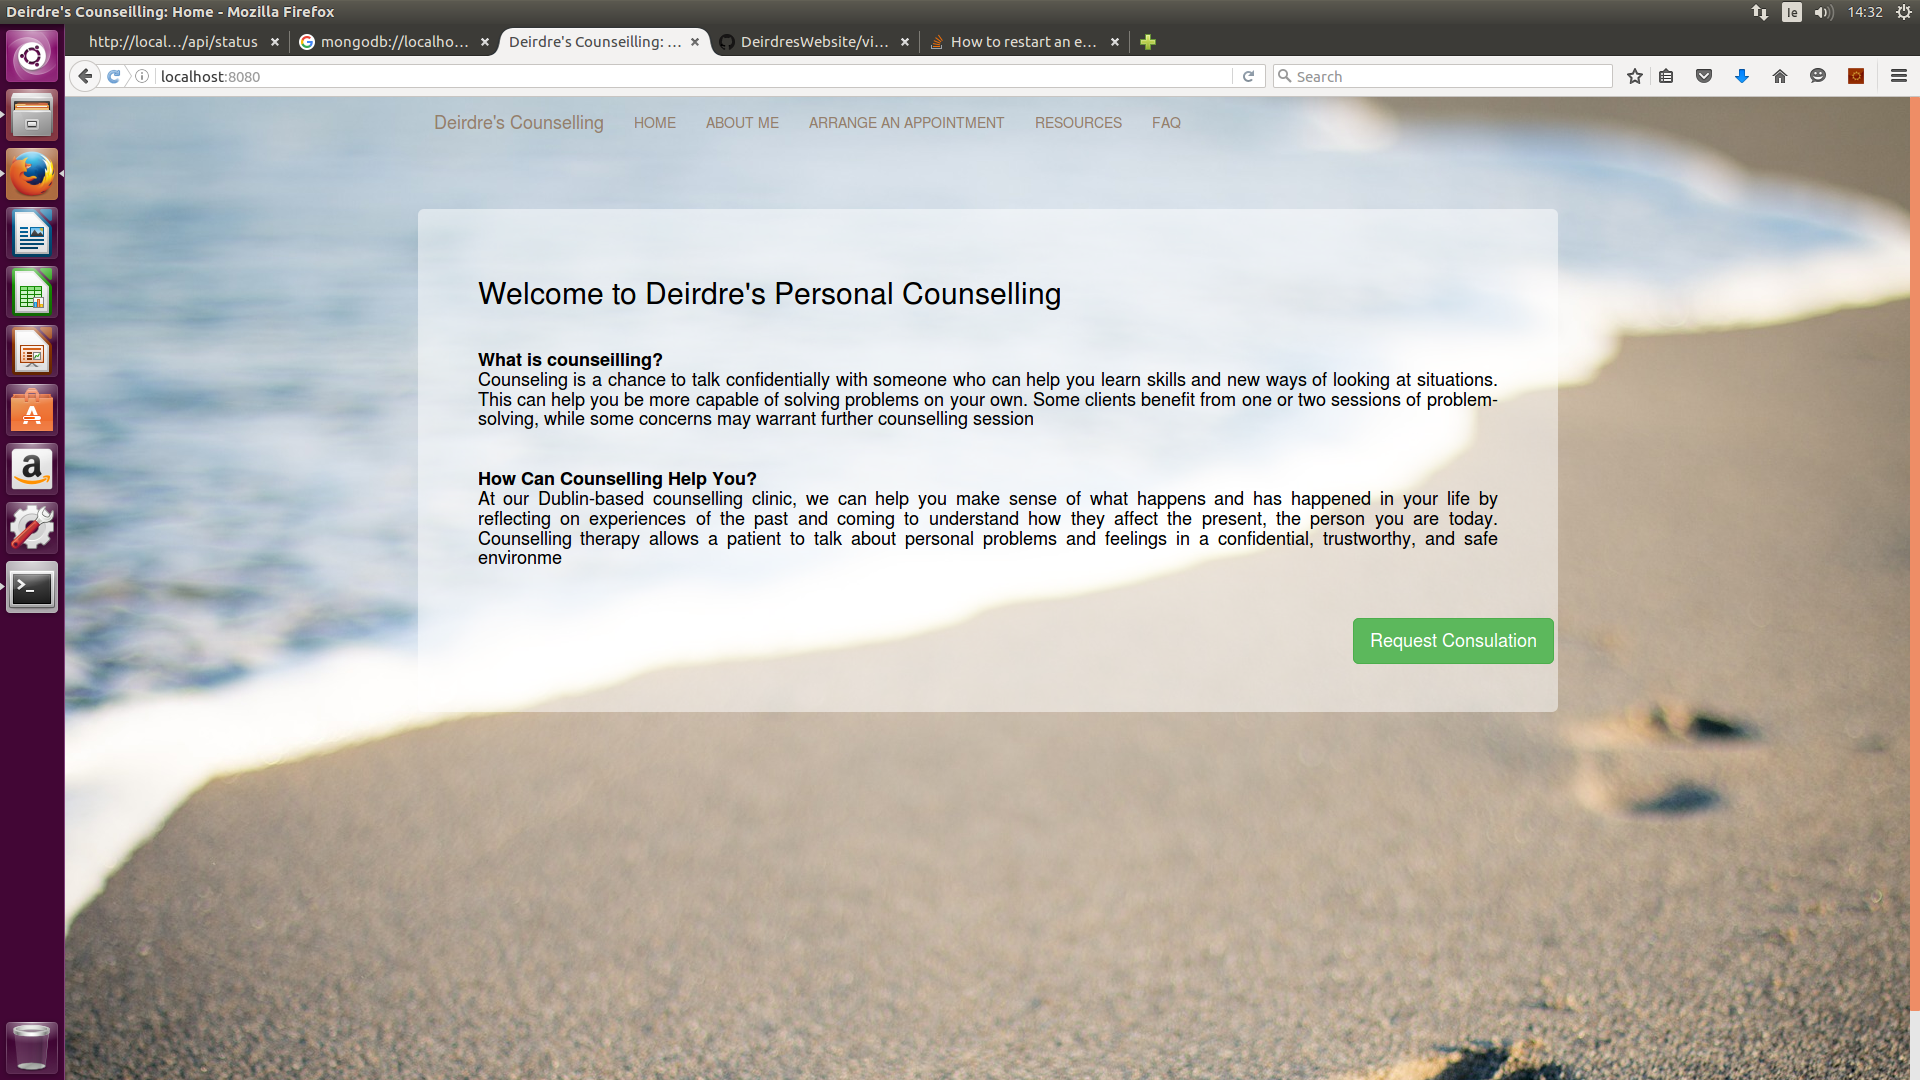 Deirdre's Counseilling: Home - Mozilla Firefox
Ie
14:32
http://local.../api/status
mongodb://localho...
Deirdre's Counseilling: ...
DeirdresWebsite/vi...
How to restart an e...
localhost:8080
Search
Deirdre's Counselling HOME ABOUT ME ARRANGE AN APPOINTMENT RESOURCES FAQ
Welcome to Deirdre's Personal Counselling
What is counseilling?
Counseling is a chance to talk confidentially with someone who can help you learn skills and new ways of looking at situations.
This can help you be more capable of solving problems on your own. Some clients benefit from one or two sessions of problem-
solving, while some concerns may warrant further counselling session
How Can Counselling Help You?
At our Dublin-based counselling clinic, we can help you make sense of what happens and has happened in your life by
reflecting on experiences of the past and coming to understand how they affect the present, the person you are today.
Counselling therapy allows a patient to talk about personal problems and feelings in a confidential, trustworthy, and safe
environme
Request Consulation